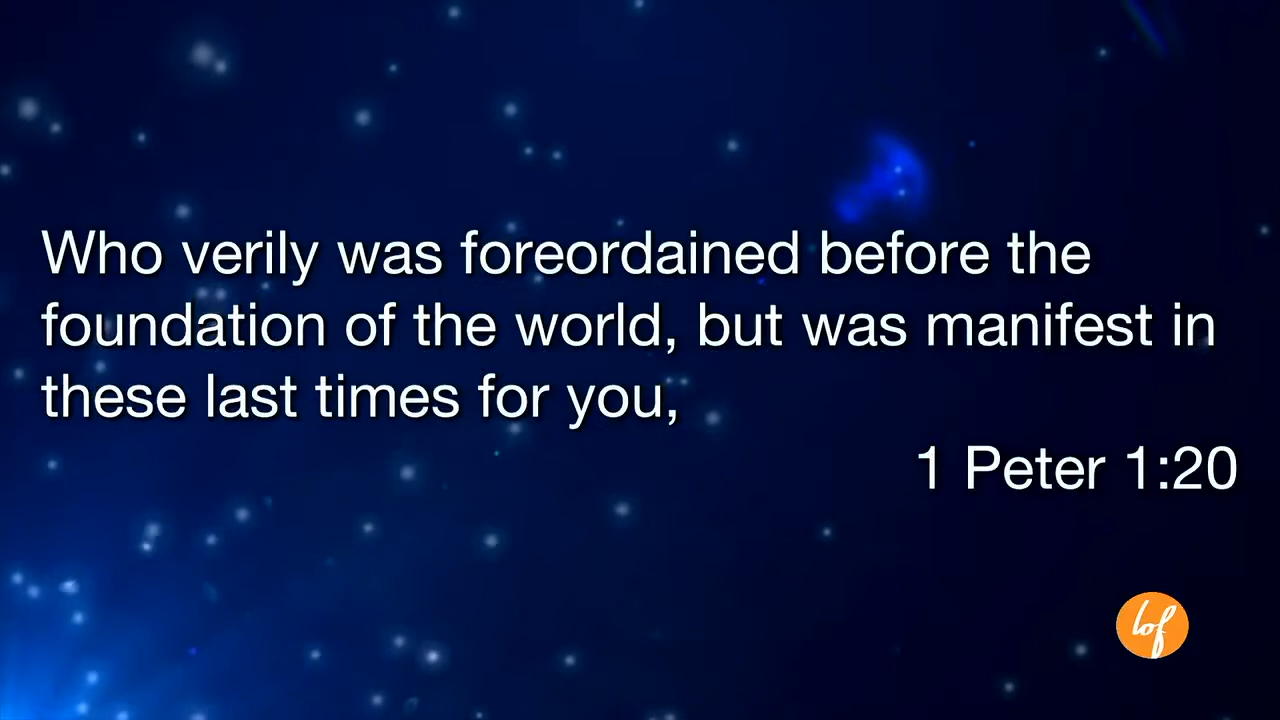 Who verily was foreordained before the
foundation of the world, but was manifest in
these last times for you,
1 Peter 1:20
lof